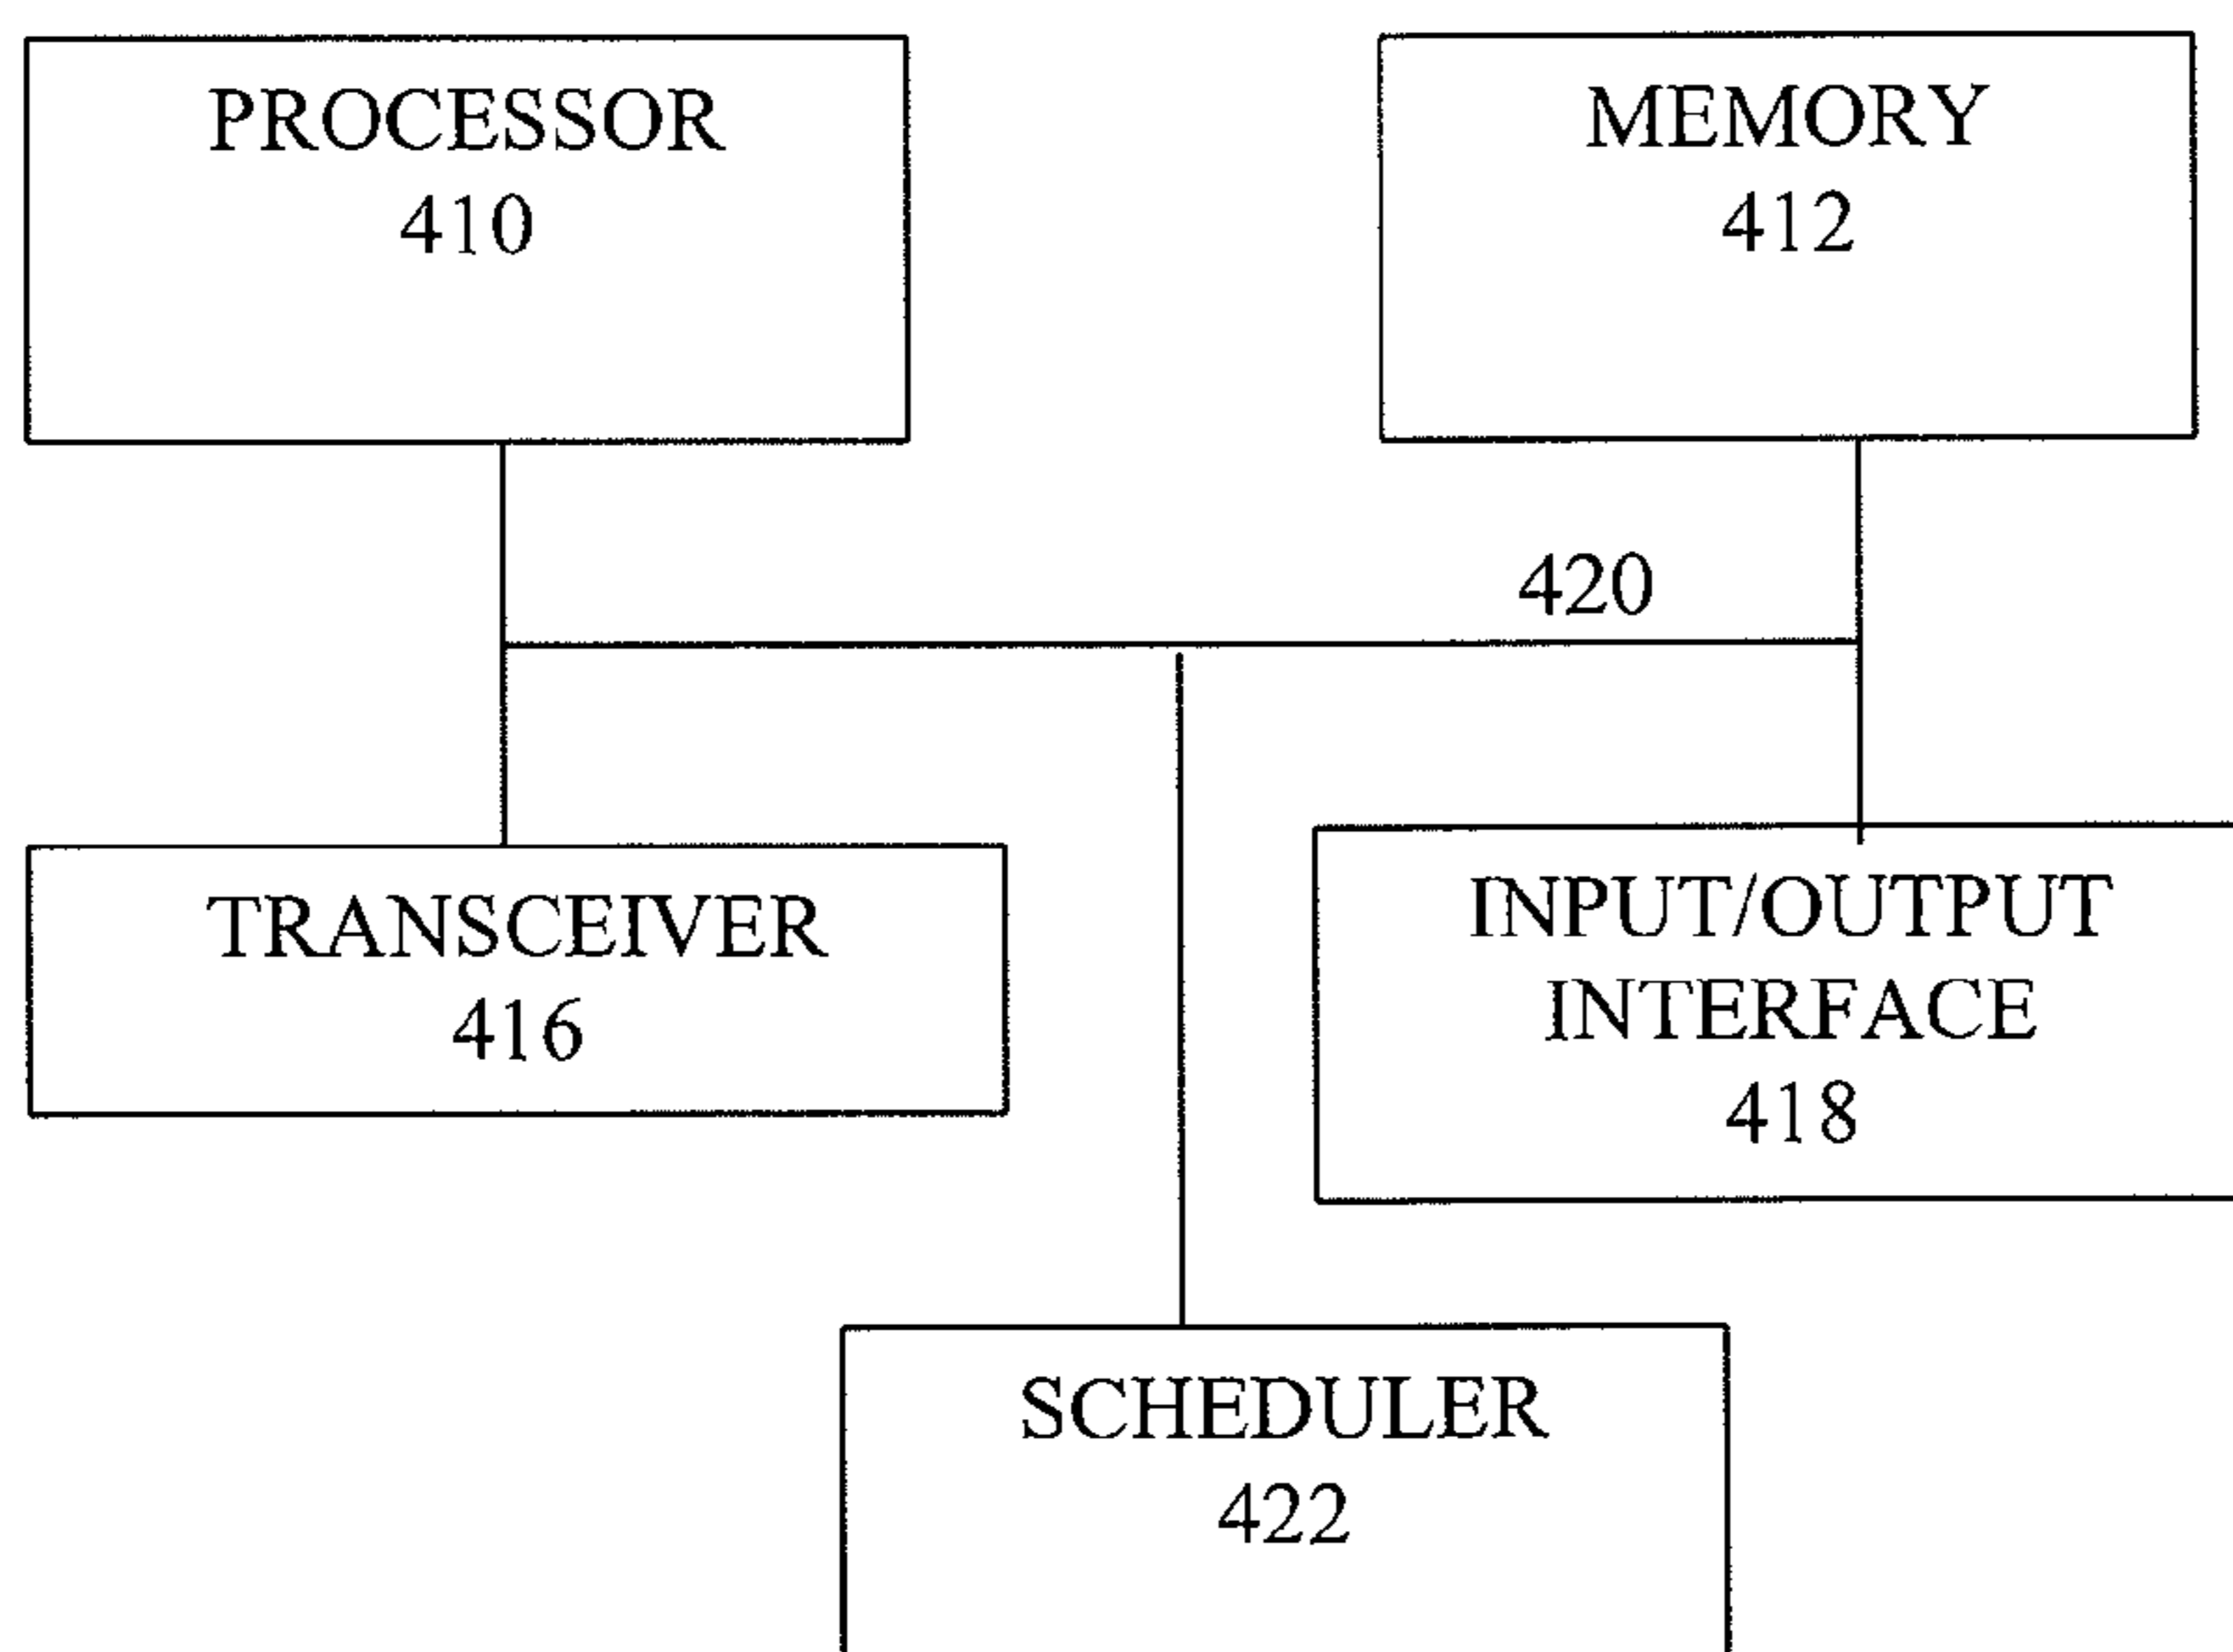 PROCESSOR
410
MEMORY
412
420
TRANSCEIVER
416
INPUT/OUTPUT
INTERFACE
418
SCHEDULER
422